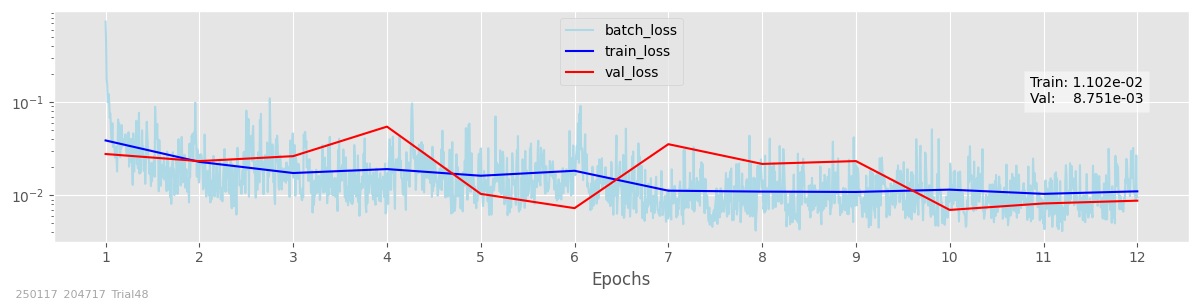 batch_loss
train_loss
val_loss
Train: 1.102e-02
Val: 8.751e-03
10⁻¹
10⁻²
1 2 3 4 5 6 7 8 9 10 11 12
Epochs
250117_204717_Trial48